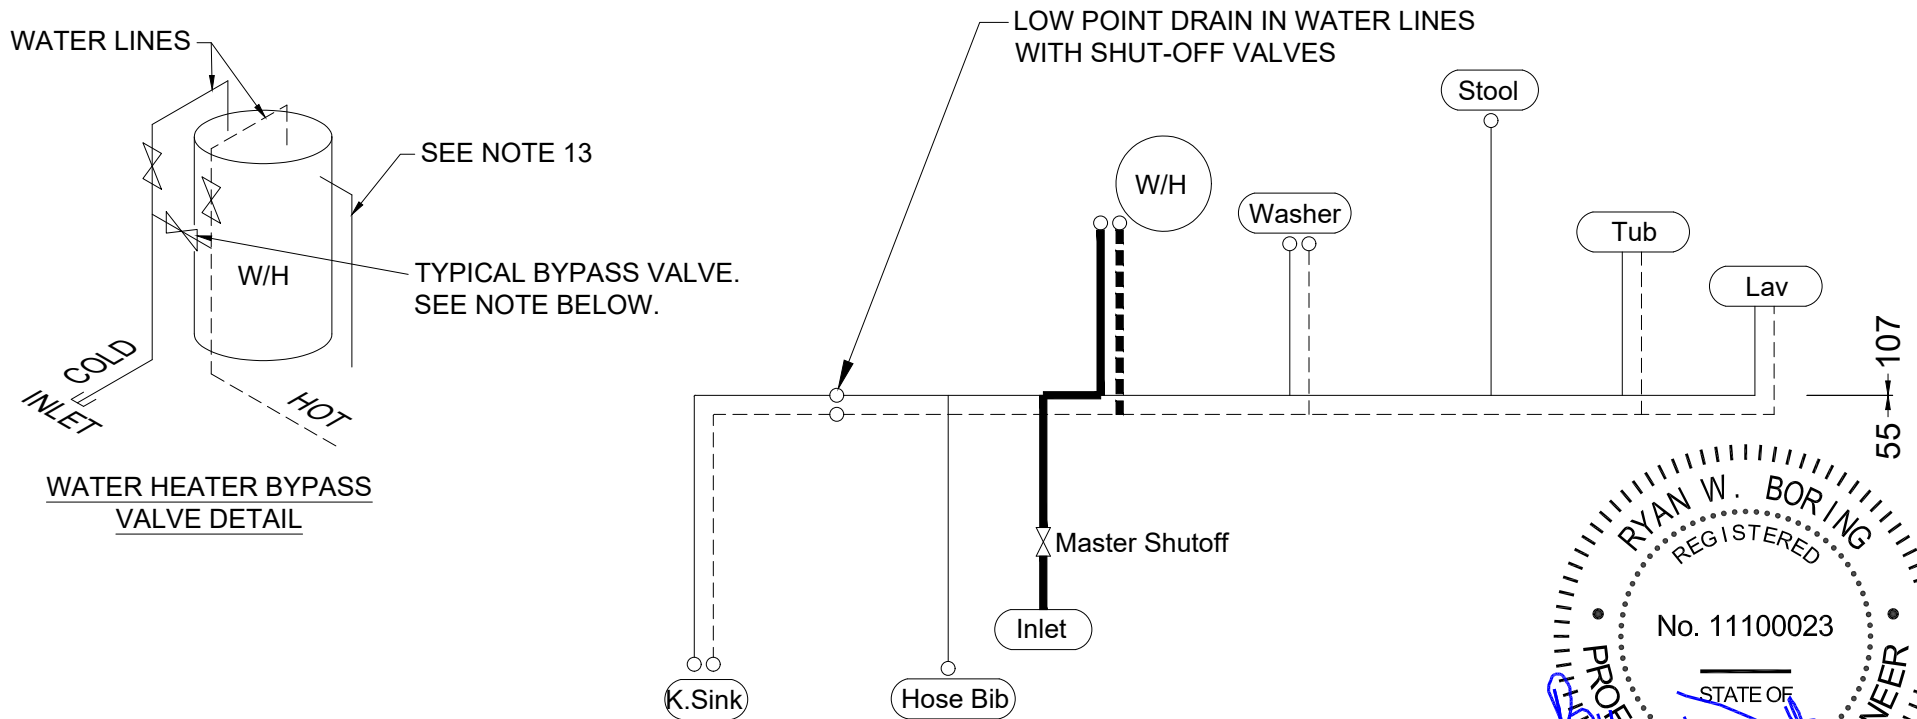 WATER LINES
SEE NOTE 13
W/H
TYPICAL BYPASS VALVE.
SEE NOTE BELOW.
COLD
INLET
HOT
WATER HEATER BYPASS
VALVE DETAIL
LOW POINT DRAIN IN WATER LINES
WITH SHUT-OFF VALVES
Stool
W/H
Washer
Tub
Lav
107
55
Master Shutoff
Inlet
K.Sink
Hose Bib
RYAN W. BORING
REGISTERED
No. 11100023
STATE OF